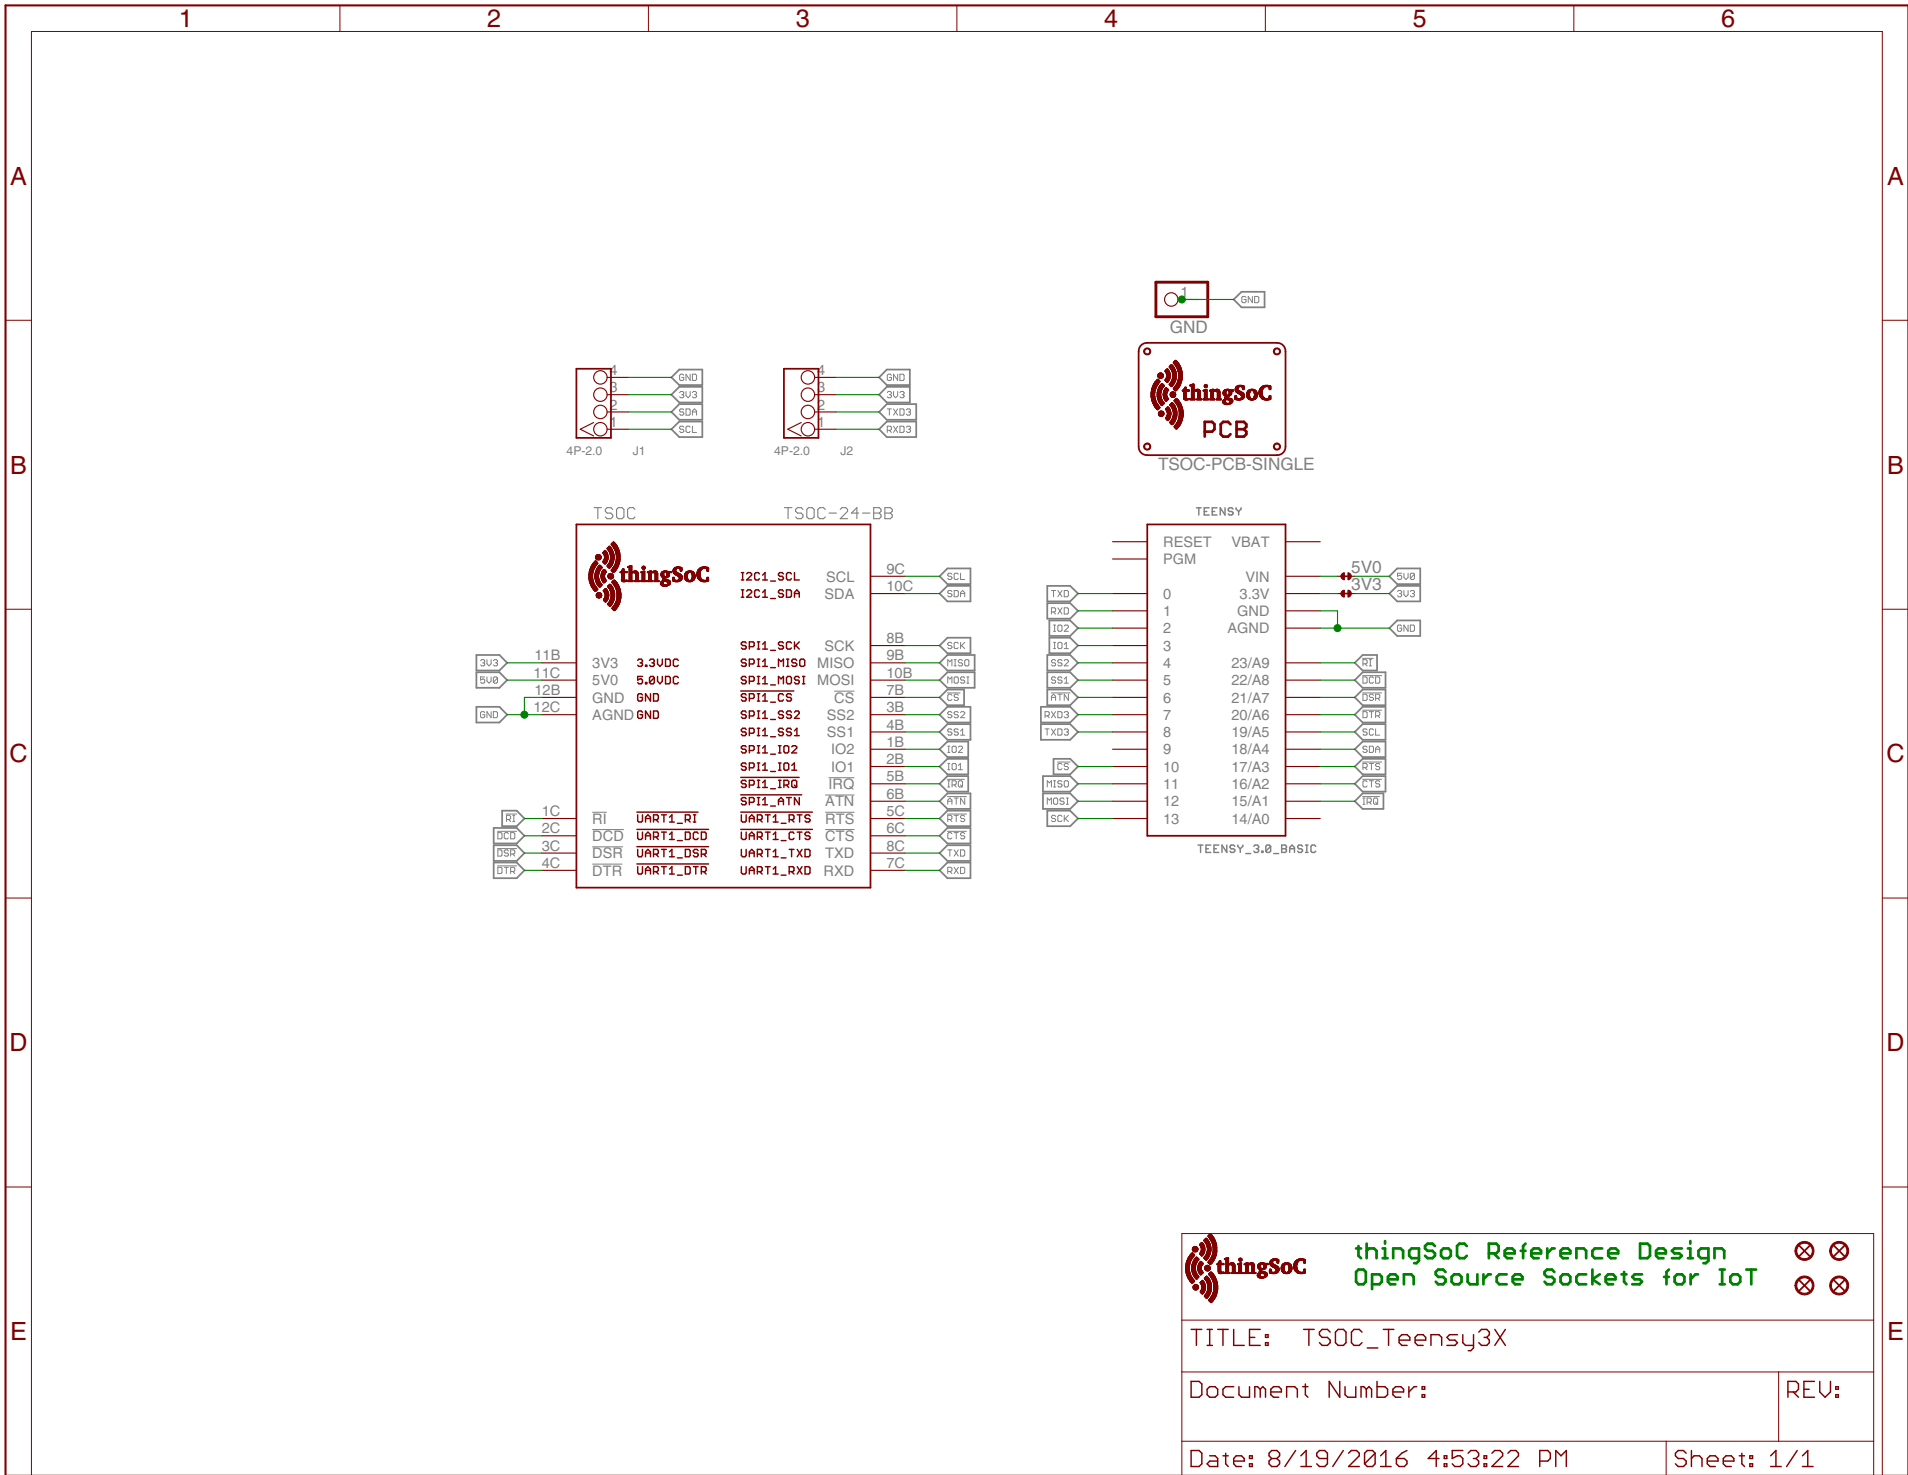 1 2 3 4 5 6
A A
B B
C C
D D
E E
1
GND
GND
4 GND
3 3V3
2 SDA
1 SCL
4P-2.0 J1
4 GND
3 3V3
2 TXD3
1 RXD3
4P-2.0 J2
thingSoC
PCB
TSOC-PCB-SINGLE
TSOC TSOC-24-BB
thingSoC
I2C1_SCL SCL 9C SCL
I2C1_SDA SDA 10C SDA
SPI1_SCK SCK 8B SCK
3V3 11B 3V3 3.3VDC SPI1_MISO MISO 9B MISO
5V0 11C 5V0 5.0VDC SPI1_MOSI MOSI 10B MOSI
12B GND GND SPI1_CS CS 7B CS
GND 12C AGND GND SPI1_SS2 SS2 3B SS2
SPI1_SS1 SS1 4B SS1
SPI1_IO2 IO2 1B IO2
SPI1_IO1 IO1 2B IO1
SPI1_IRQ IRQ 5B IRQ
SPI1_ATN ATN 6B ATN
RI 1C RI UART1_RI UART1_RTS RTS 5C RTS
DCD 2C DCD UART1_DCD UART1_CTS CTS 6C CTS
DSR 3C DSR UART1_DSR UART1_TXD TXD 8C TXD
DTR 4C DTR UART1_DTR UART1_RXD RXD 7C RXD
TEENSY
RESET VBAT
PGM
VIN 5V0 5V0
TXD 0 3.3V 3V3 3V3
RXD 1 GND
IO2 2 AGND GND
IO1 3
SS2 4 23/A9 RI
SS1 5 22/A8 DCD
ATN 6 21/A7 DSR
RXD3 7 20/A6 DTR
TXD3 8 19/A5 SCL
9 18/A4 SDA
CS 10 17/A3 RTS
MISO 11 16/A2 CTS
MOSI 12 15/A1 IRQ
SCK 13 14/A0
TEENSY_3.0_BASIC
thingSoC
thingSoC Reference Design
Open Source Sockets for IoT
TITLE: TSOC_Teensy3X
Document Number: REV:
Date: 8/19/2016 4:53:22 PM Sheet: 1/1